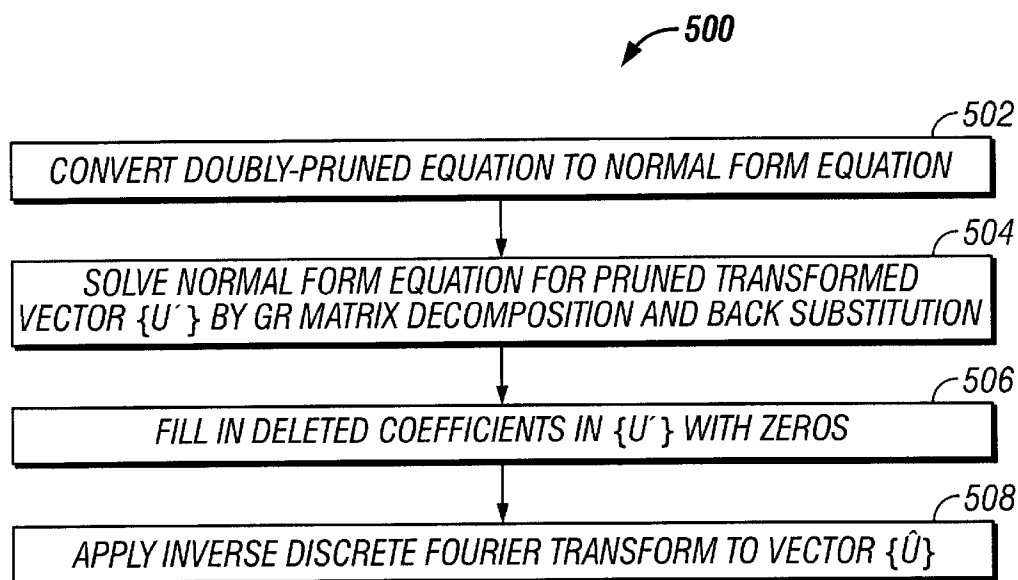 500
502
CONVERT DOUBLY-PRUNED EQUATION TO NORMAL FORM EQUATION
504
SOLVE NORMAL FORM EQUATION FOR PRUNED TRANSFORMED
VECTOR {U´} BY GR MATRIX DECOMPOSITION AND BACK SUBSTITUTION
506
FILL IN DELETED COEFFICIENTS IN {U´} WITH ZEROS
508
APPLY INVERSE DISCRETE FOURIER TRANSFORM TO VECTOR {Û}